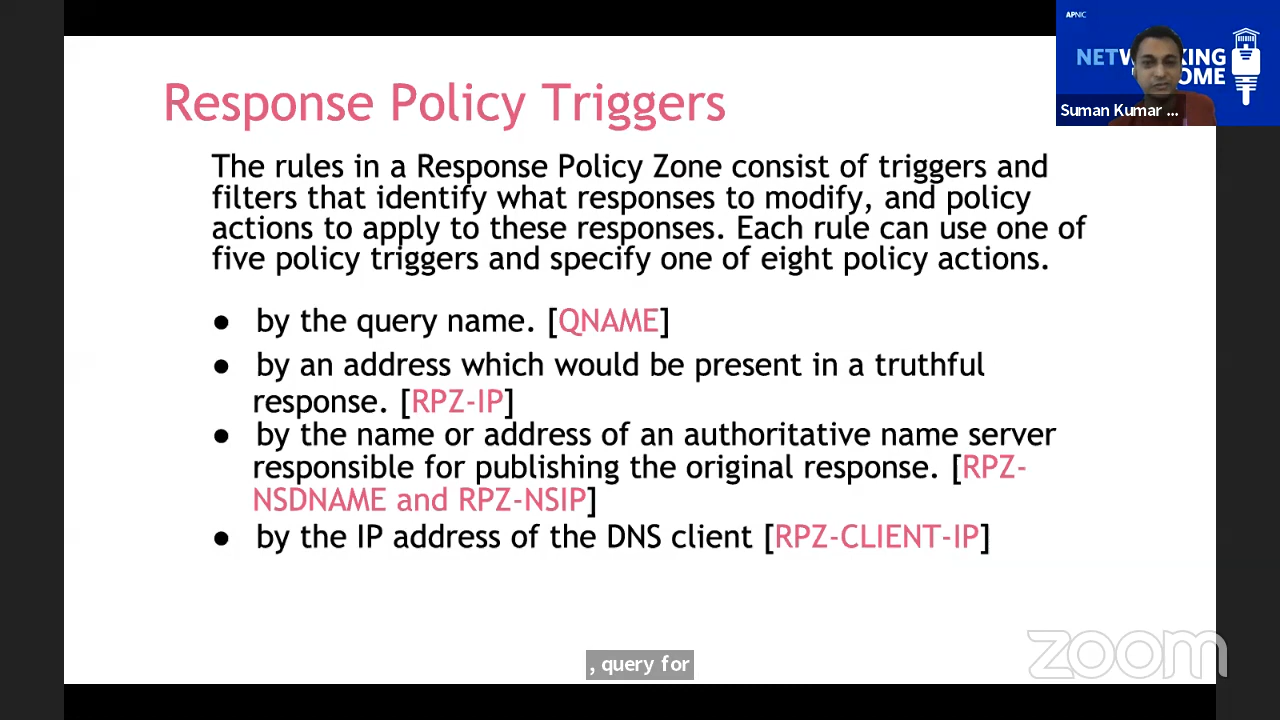 APNIC
NETWORKING
HOME
Suman Kumar ...
Response Policy Triggers
The rules in a Response Policy Zone consist of triggers and
filters that identify what responses to modify, and policy
actions to apply to these responses. Each rule can use one of
five policy triggers and specify one of eight policy actions.
● by the query name. [QNAME]
● by an address which would be present in a truthful
response. [RPZ-IP]
● by the name or address of an authoritative name server
responsible for publishing the original response. [RPZ-
NSDNAME and RPZ-NSIP]
● by the IP address of the DNS client [RPZ-CLIENT-IP]
, query for
zoom